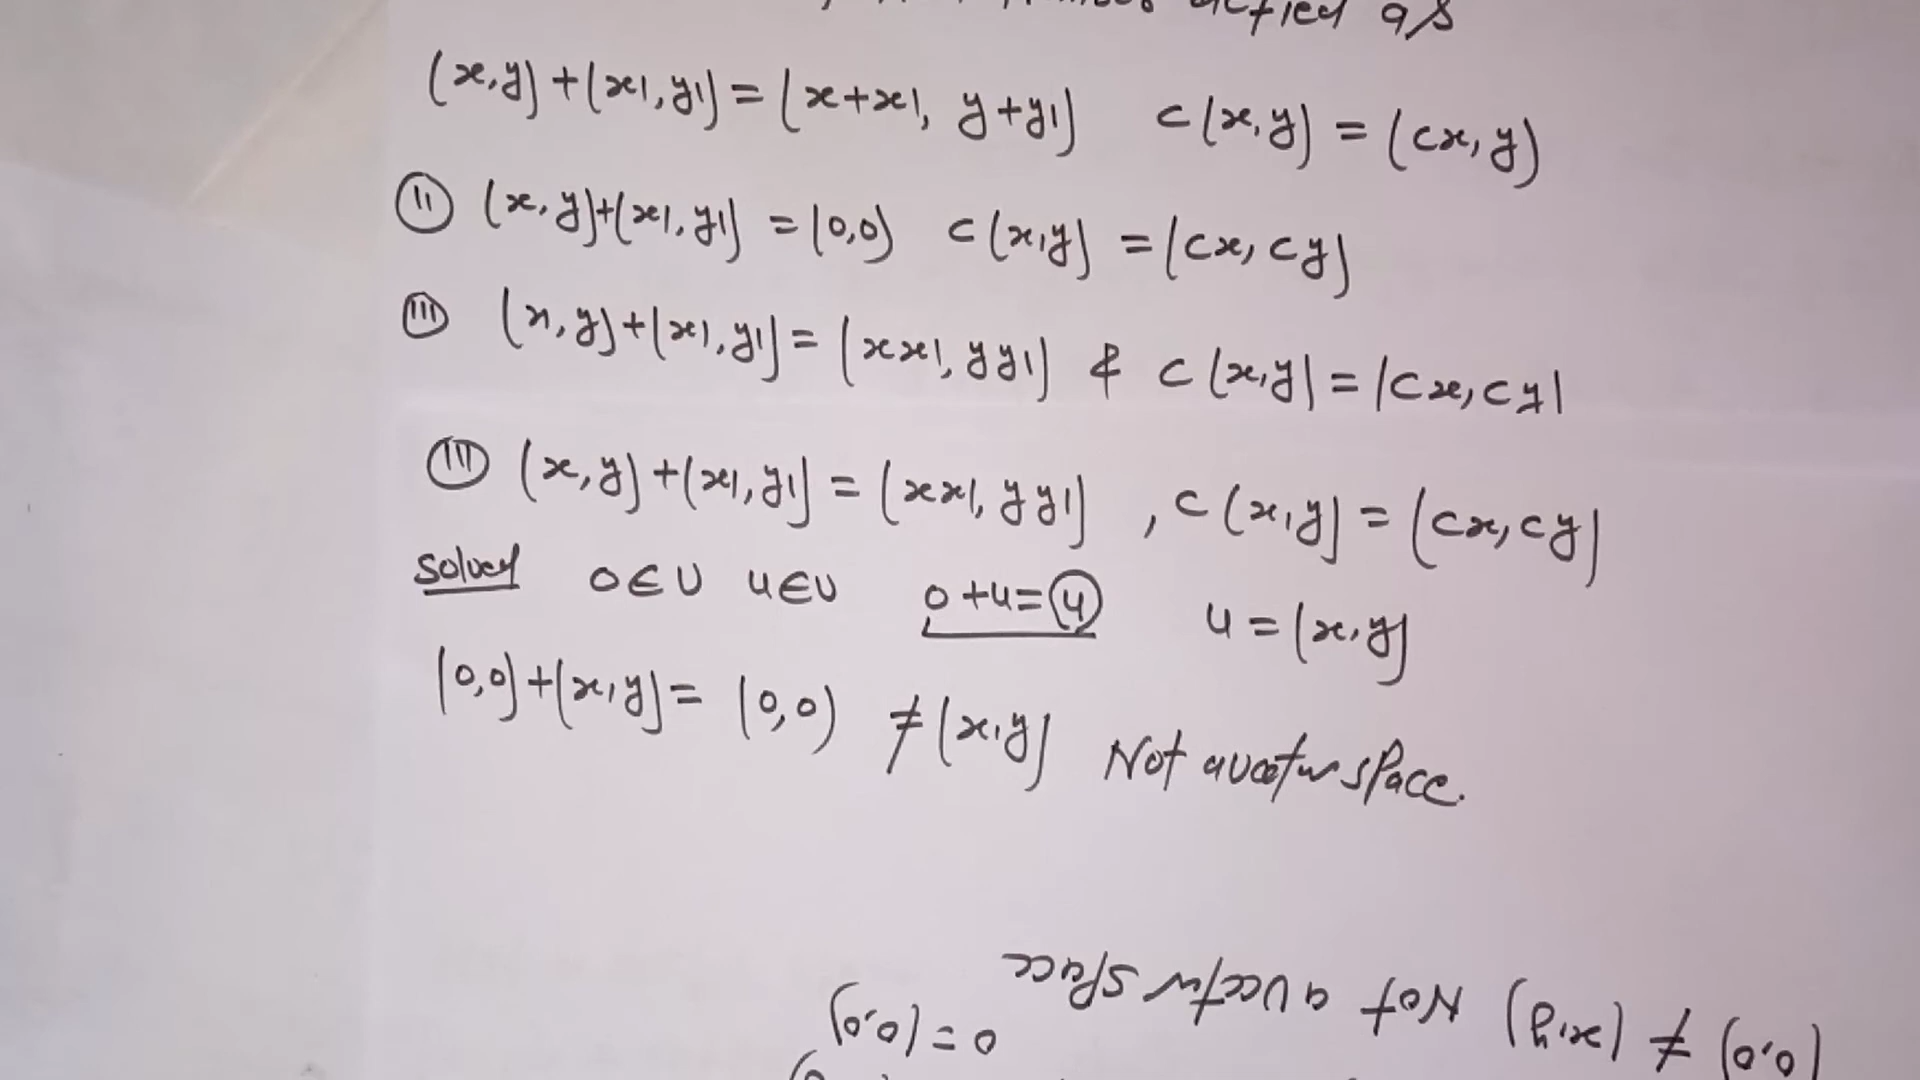 defied as
(x,y)+(x1,y1)=(x+x1, y+y1) c(x,y)=(cx,y)
(II) (x,y)+(x1,y1)=(0,0) c(x,y)=(cx,cy)
(III) (x,y)+(x1,y1)=(xx1,yy1) & c(x,y)=(cx,cy)
(III) (x,y)+(x1,y1)=(xx1,yy1), c(x,y)=(cx,cy)
0∈U u∈U 0+u=u u=(x,y)
(0,0)+(x,y)=(0,0) ≠(x,y) Not a vector space.
(0,0) ≠ (x,y) Not a vector space
0=(0,0)